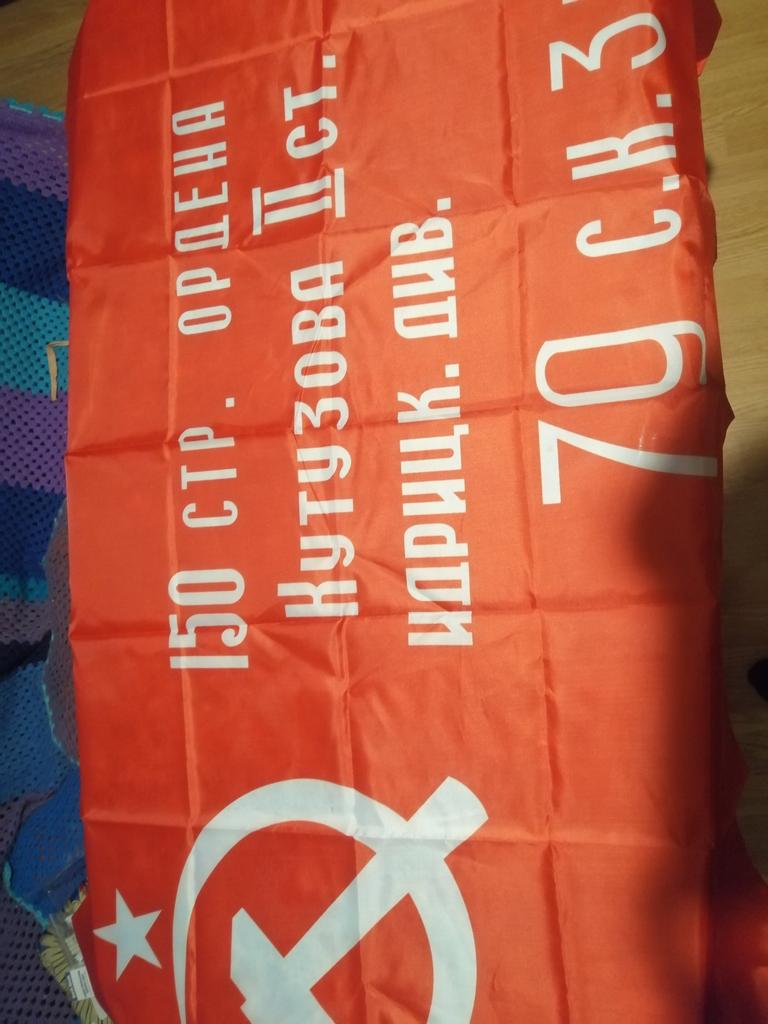 150 СТР. ОРДЕНА
КУТУЗОВА II СТ.
ИДРИЦК. ДИВ.
79 С.К. 3